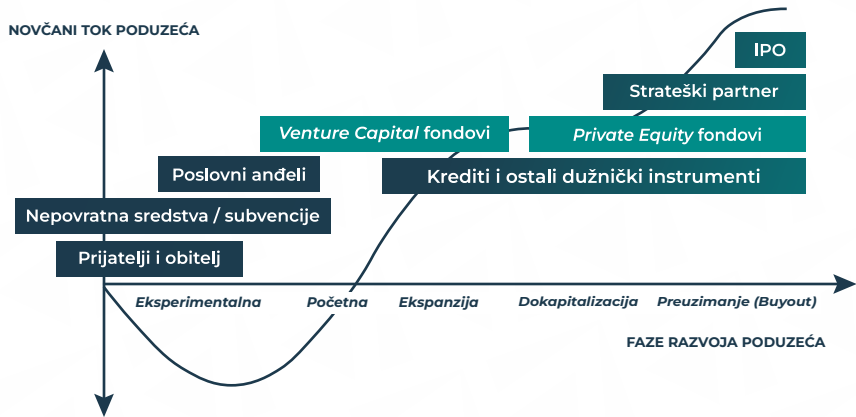 NOVČANI TOK PODUZEĆA
IPO
Strateški partner
Venture Capital fondovi
Private Equity fondovi
Poslovni anđeli
Krediti i ostali dužnički instrumenti
Nepovratna sredstva / subvencije
Prijatelji i obitelj
Eksperimentalna
Početna
Ekspanzija
Dokapitalizacija
Preuzimanje (Buyout)
FAZE RAZVOJA PODUZEĆA